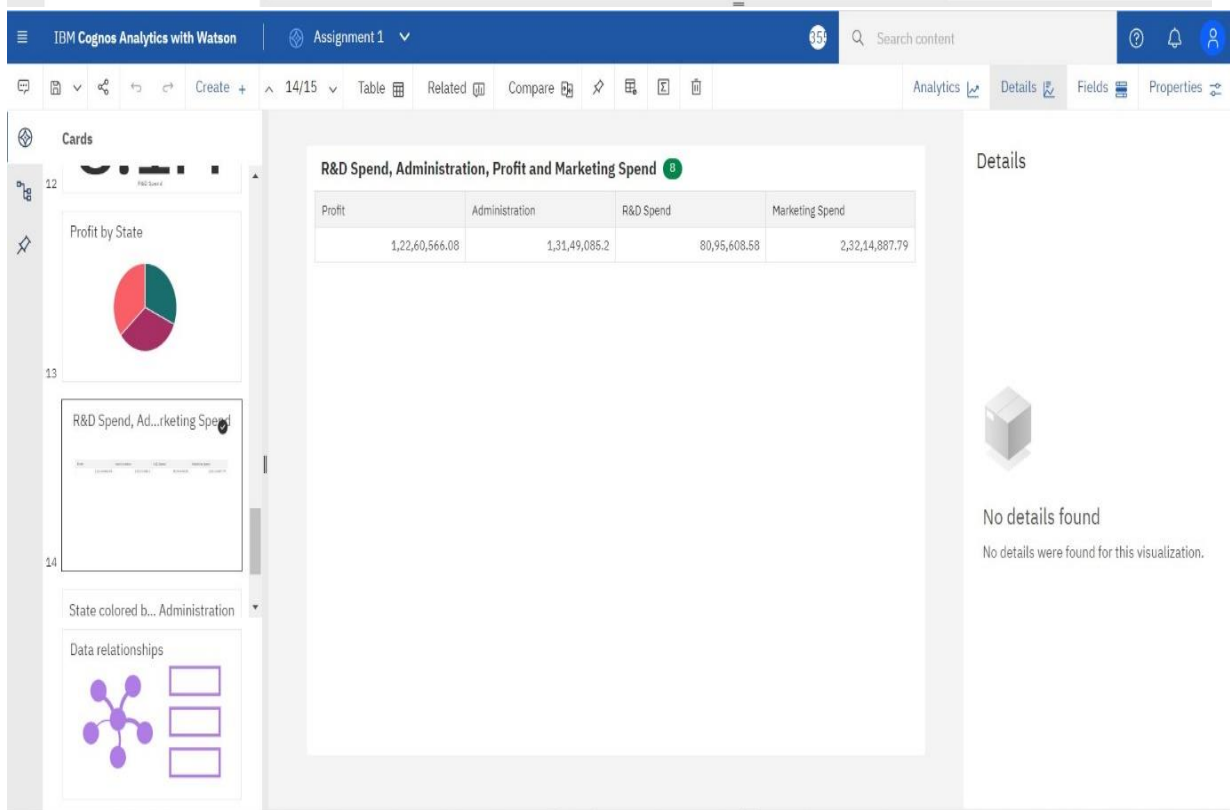 IBM Cognos Analytics with Watson
Assignment 1
Search content
Create +
14/15
Table
Related
Compare
Analytics
Details
Fields
Properties
Cards
12
Profit by State
13
R&D Spend, Ad...rketing Spend
14
State colored b... Administration
Data relationships
R&D Spend, Administration, Profit and Marketing Spend 8
Profit Administration R&D Spend Marketing Spend
1,22,60,566.08 1,31,49,085.2 80,95,608.58 2,32,14,887.79
Details
No details found
No details were found for this visualization.